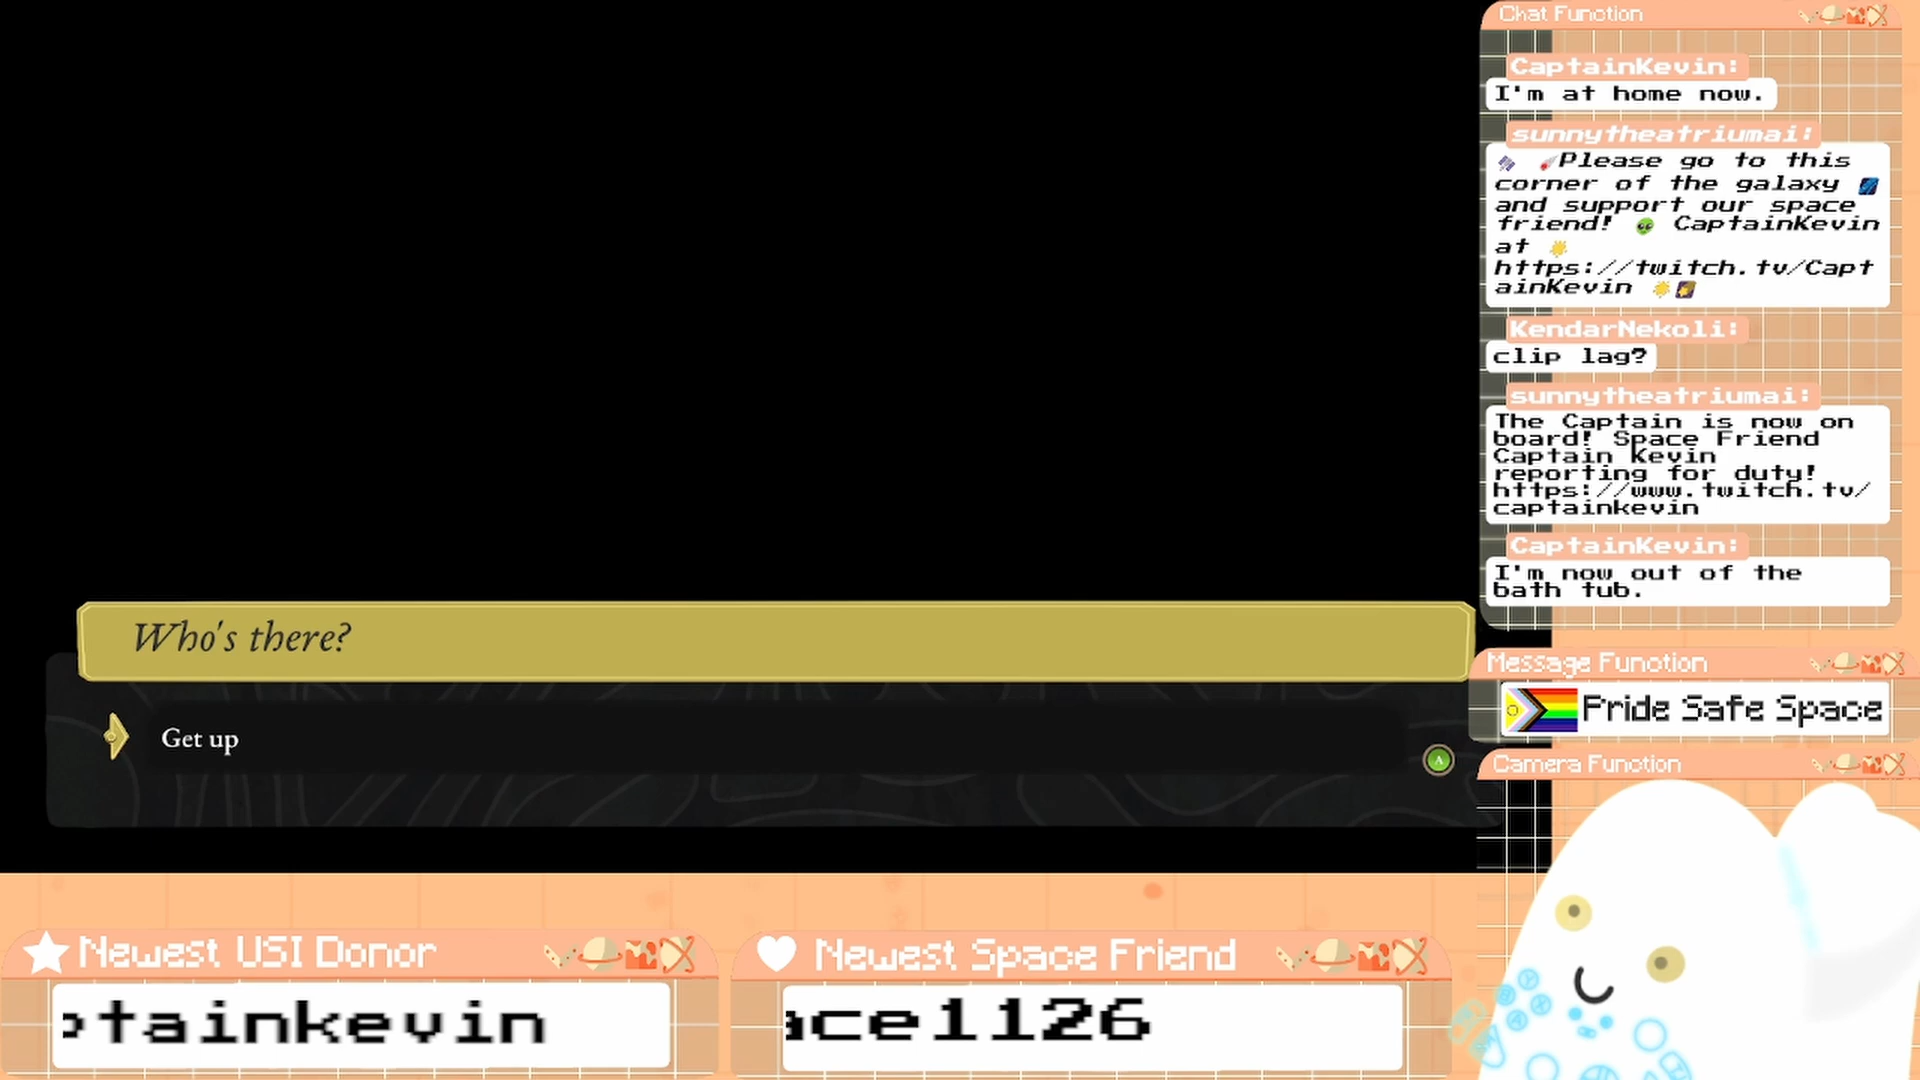 Chat Function
CaptainKevin:
I'm at home now.
sunnytheatriumai:
Please go to this
corner of the galaxy
and support our space
friend! CaptainKevin
at
https://twitch.tv/Capt
ainKevin
KendarNekoli:
clip lag?
sunnytheatriumai:
The Captain is now on
board! Space Friend
Captain Kevin
reporting for duty!
https://www.twitch.tv/
captainkevin
CaptainKevin:
I'm now out of the
bath tub.
Who's there?
Get up
A
Message Function
Pride Safe Space
Camera Function
Newest USI Donor
ptainkevin
Newest Space Friend
ace1126